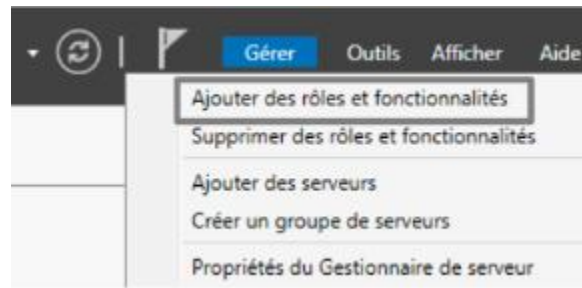 Gérer Outils Afficher Aide
Ajouter des rôles et fonctionnalités
Supprimer des rôles et fonctionnalités
Ajouter des serveurs
Créer un groupe de serveurs
Propriétés du Gestionnaire de serveur